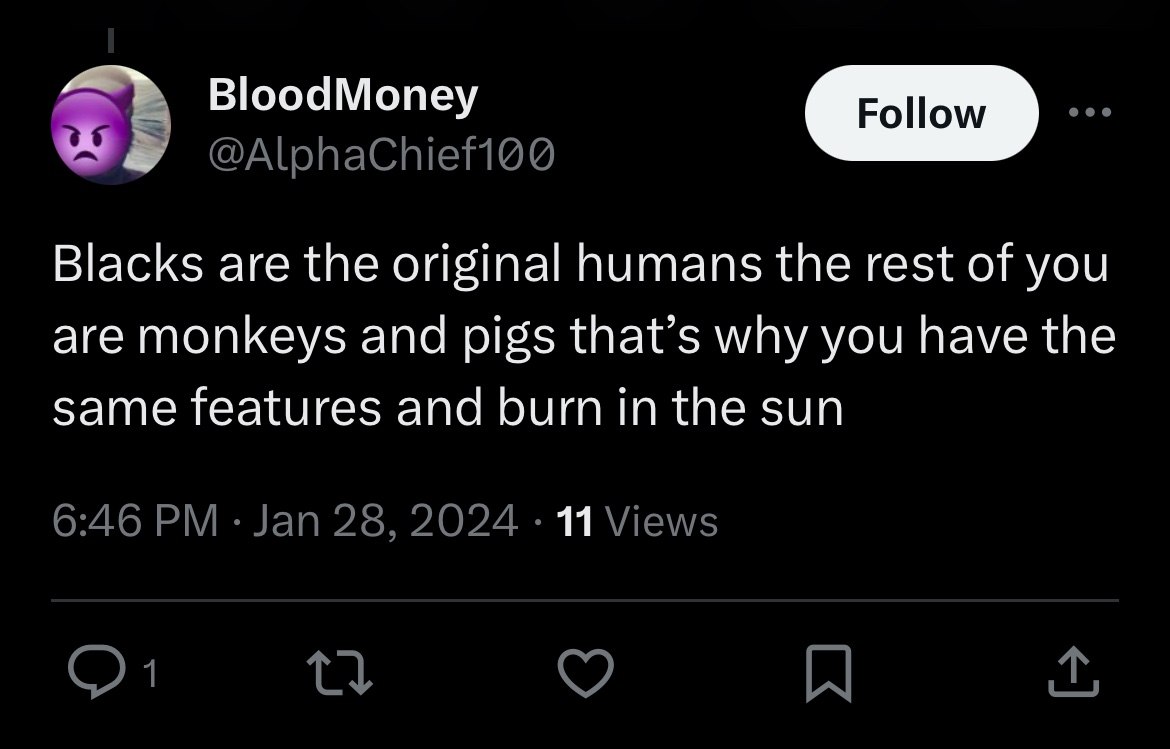 BloodMoney
@AlphaChief100
Follow
Blacks are the original humans the rest of you
are monkeys and pigs that’s why you have the
same features and burn in the sun
6:46 PM · Jan 28, 2024 · 11 Views
1